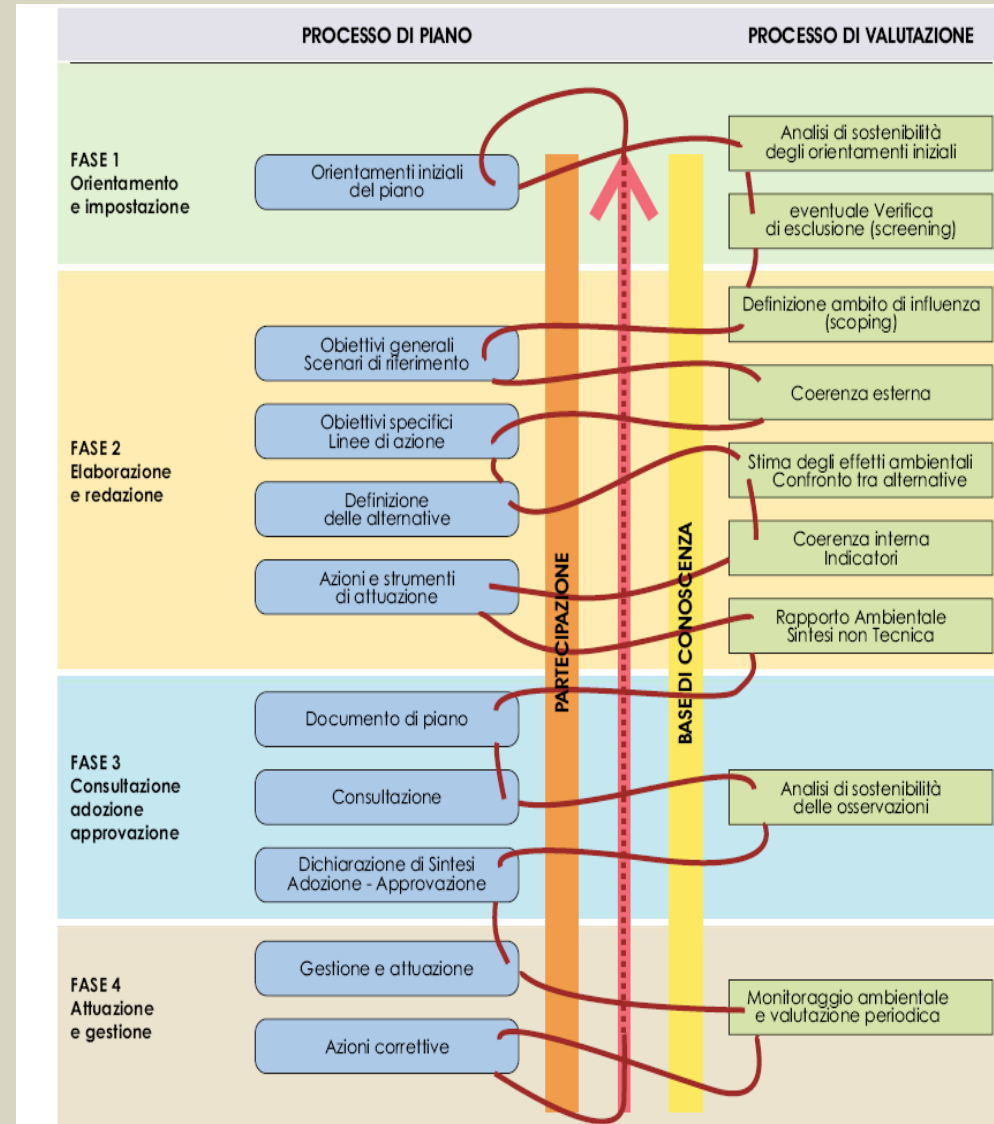 PROCESSO DI PIANO
PROCESSO DI VALUTAZIONE
FASE 1
Orientamento
e impostazione
Orientamenti iniziali
del piano
Analisi di sostenibilità
degli orientamenti iniziali
eventuale Verifica
di esclusione (screening)
FASE 2
Elaborazione
e redazione
Obiettivi generali
Scenari di riferimento
Obiettivi specifici
Linee di azione
Definizione
delle alternative
Azioni e strumenti
di attuazione
PARTECIPAZIONE
BASE DI CONOSCENZA
Definizione ambito di influenza
(scoping)
Coerenza esterna
Stima degli effetti ambientali
Confronto tra alternative
Coerenza interna
Indicatori
Rapporto Ambientale
Sintesi non Tecnica
FASE 3
Consultazione
adozione
approvazione
Documento di piano
Consultazione
Dichiarazione di Sintesi
Adozione - Approvazione
Analisi di sostenibilità
delle osservazioni
FASE 4
Attuazione
e gestione
Gestione e attuazione
Azioni correttive
Monitoraggio ambientale
e valutazione periodica